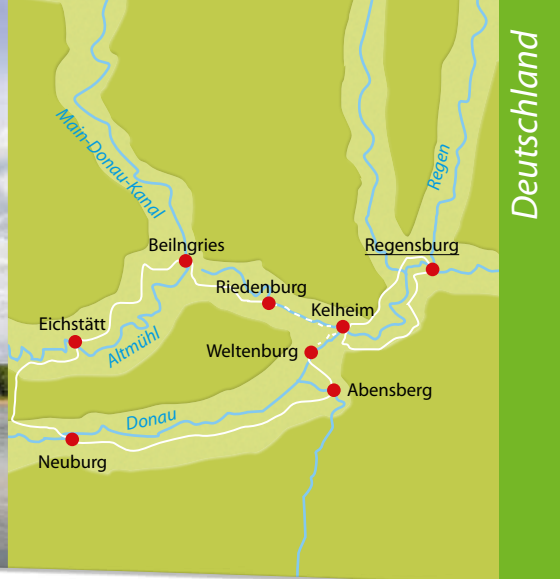 Deutschland
Main-Donau-Kanal
Regen
Beilngries
Regensburg
Riedenburg
Kelheim
Eichstätt
Altmühl
Weltenburg
Abensberg
Donau
Neuburg